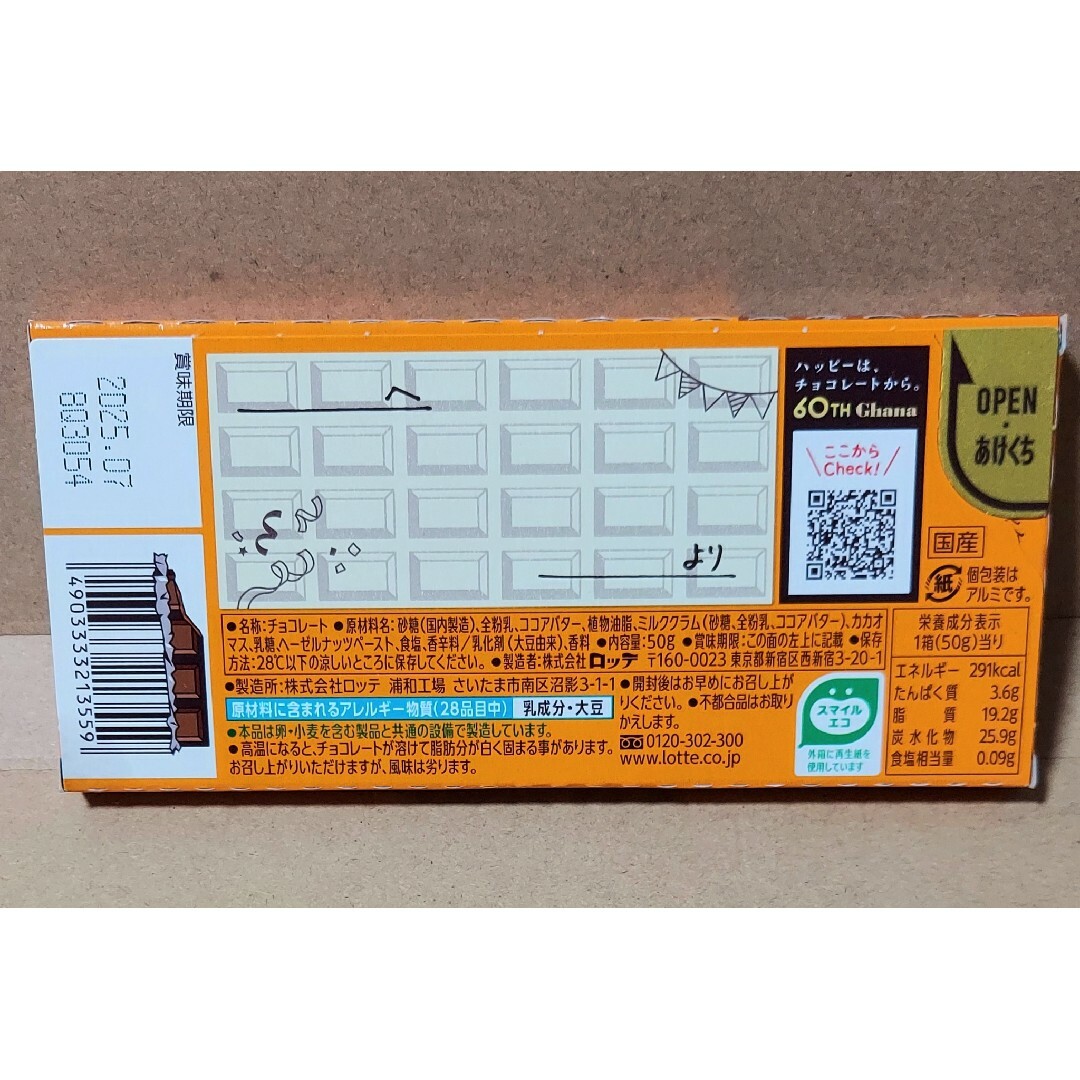 賞味期限
2025.07
803054
4903333213559
へ
より
ハッピーは、
チョコレートから。
60TH Ghana
ここから
Check!
OPEN
・
あけくち
国産
紙
個包装は
アルミです。
●名称:チョコレート ●原材料名:砂糖(国内製造)、全粉乳、ココアバター、植物油脂、ミルククラム(砂糖、全粉乳、ココアバター)、カカオ
マス、乳糖、ヘーゼルナッツペースト、食塩、香辛料/乳化剤(大豆由来)、香料 ●内容量:50g ●賞味期限:この面の左上に記載 ●保存
方法:28℃以下の涼しいところに保存してください。 ●製造者:株式会社 ロッテ 〒160-0023 東京都新宿区西新宿3-20-1
●製造所:株式会社ロッテ 浦和工場 さいたま市南区沼影3-1-1
原材料に含まれるアレルギー物質(28品目中) 乳成分・大豆
●本品は卵・小麦を含む製品と共通の設備で製造しています。
●高温になると、チョコレートが溶けて脂肪分が白く固まる事があります。
お召し上がりいただけますが、風味は劣ります。
●開封後はお早めにお召し上が
りください。 ●不都合品はお取り
かえします。
0120-302-300
www.lotte.co.jp
スマイル
エコ
外箱に再生紙を
使用しています
栄養成分表示
1箱(50g)当り
エネルギー 291kcal
たんぱく質 3.6g
脂質 19.2g
炭水化物 25.9g
食塩相当量 0.09g